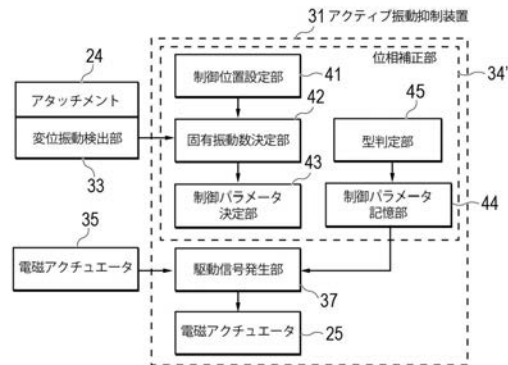 31 アクティブ振動抑制装置
位相補正部
34'
24
アタッチメント
変位振動検出部
33
制御位置設定部
41
42
固有振動数決定部
43
制御パラメータ
決定部
45
型判定部
制御パラメータ
記憶部
44
35
電磁アクチュエータ
駆動信号発生部
37
電磁アクチュエータ
25